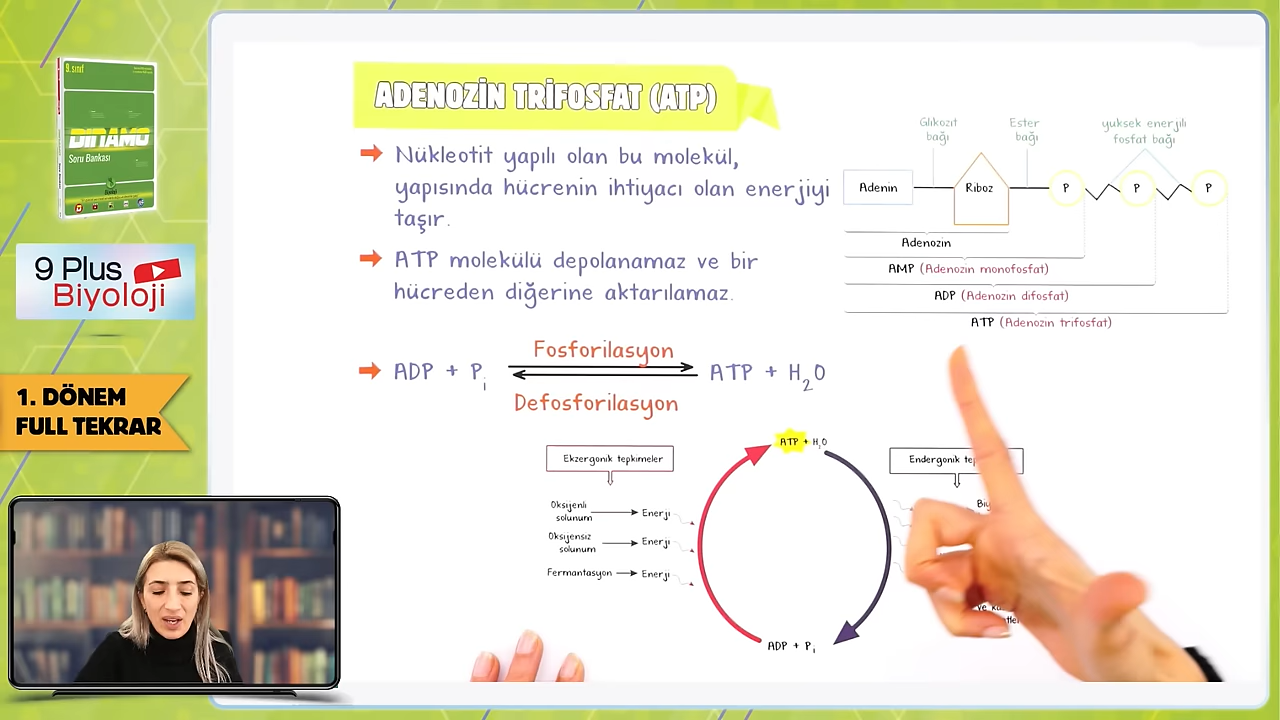 9. sınıf
DINAMO
Soru Bankası
9 Plus
Biyoloji
1. DÖNEM
FULL TEKRAR
ADENOZİN TRİFOSFAT (ATP)
Nükleotit yapılı olan bu molekül,
yapısında hücrenin ihtiyacı olan enerjiyi
taşır.
ATP molekülü depolanamaz ve bir
hücreden diğerine aktarılamaz.
Fosforilasyon
ADP + Pi
ATP + H2O
Defosforilasyon
Glikozit
bağı
Ester
bağı
yüksek enerjili
fosfat bağı
Adenin
Riboz
P
P
P
Adenozin
AMP (Adenozin monofosfat)
ADP (Adenozin difosfat)
ATP (Adenozin trifosfat)
ATP + H2O
Ekzergonik tepkimeler
Oksijenli
solunum
Enerji
Oksijensiz
solunum
Enerji
Fermantasyon
Enerji
ADP + Pi
Endergonik